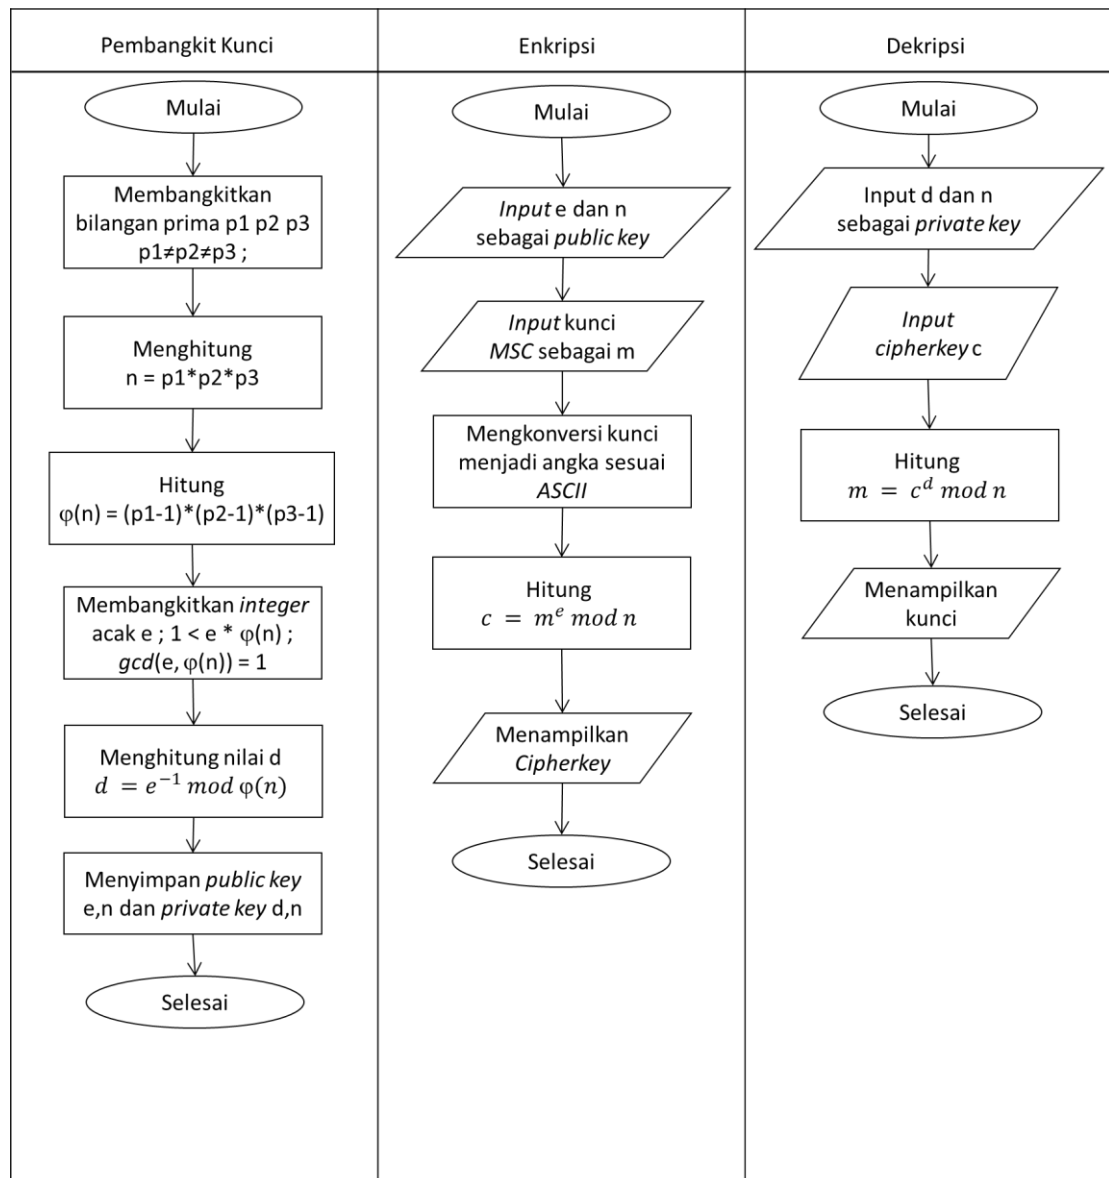 Pembangkit Kunci
Mulai
Membangkitkan
bilangan prima p1 p2 p3
p1≠p2≠p3 ;
Menghitung
n = p1*p2*p3
Hitung
φ(n) = (p1-1)*(p2-1)*(p3-1)
Membangkitkan integer
acak e ; 1 < e * φ(n) ;
gcd(e, φ(n)) = 1
Menghitung nilai d
d = e⁻¹ mod φ(n)
Menyimpan public key
e,n dan private key d,n
Selesai
Enkripsi
Mulai
Input e dan n
sebagai public key
Input kunci
MSC sebagai m
Mengkonversi kunci
menjadi angka sesuai
ASCII
Hitung
c = mᵉ mod n
Menampilkan
Cipherkey
Selesai
Dekripsi
Mulai
Input d dan n
sebagai private key
Input
cipherkey c
Hitung
m = cᵈ mod n
Menampilkan
kunci
Selesai